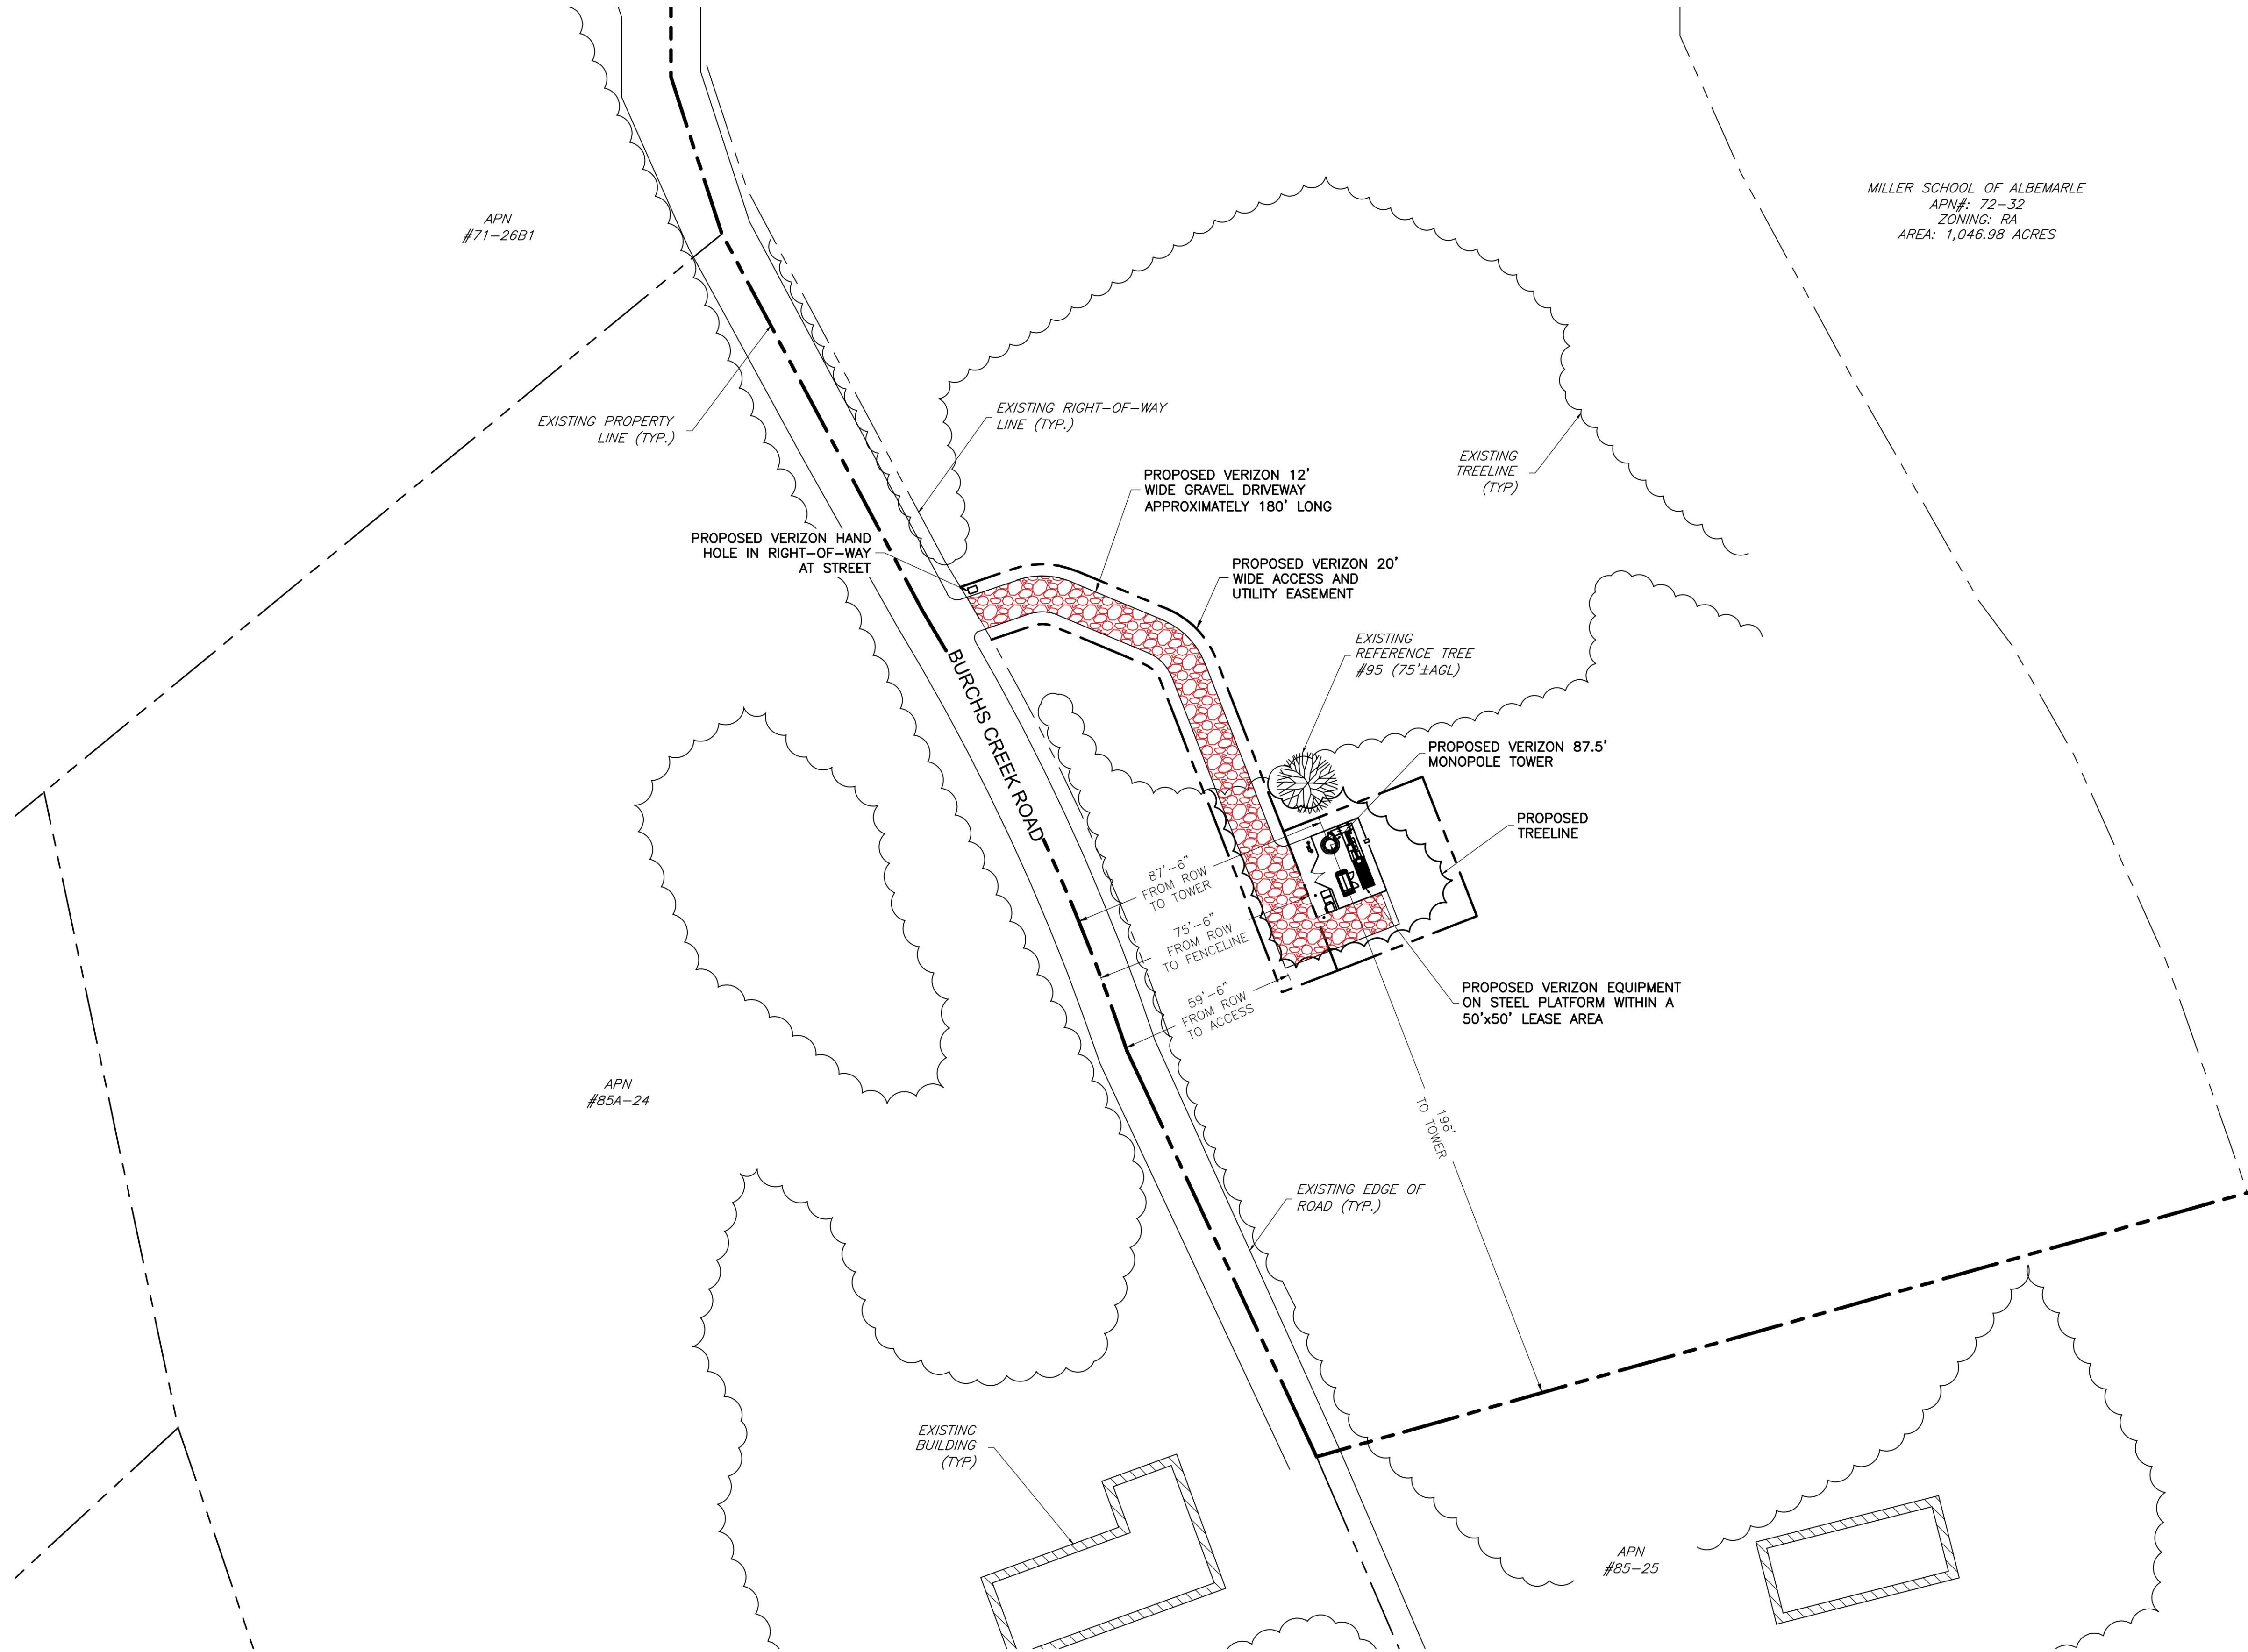 MILLER SCHOOL OF ALBEMARLE
APN#: 72-32
ZONING: RA
AREA: 1,046.98 ACRES
APN
#71-26B1
EXISTING PROPERTY
LINE (TYP.)
EXISTING RIGHT-OF-WAY
LINE (TYP.)
EXISTING
TREELINE
(TYP)
PROPOSED VERIZON 12'
WIDE GRAVEL DRIVEWAY
APPROXIMATELY 180' LONG
PROPOSED VERIZON HAND
HOLE IN RIGHT-OF-WAY
AT STREET
PROPOSED VERIZON 20'
WIDE ACCESS AND
UTILITY EASEMENT
EXISTING
REFERENCE TREE
#95 (75'±AGL)
BURCHS CREEK ROAD
PROPOSED VERIZON 87.5'
MONOPOLE TOWER
PROPOSED
TREELINE
87'-6"
FROM ROW
TO TOWER
75'-6"
FROM ROW
TO FENCELINE
59'-6"
FROM ROW
TO ACCESS
PROPOSED VERIZON EQUIPMENT
ON STEEL PLATFORM WITHIN A
50'x50' LEASE AREA
APN
#85A-24
196'
TO TOWER
EXISTING EDGE OF
ROAD (TYP.)
EXISTING
BUILDING
(TYP)
APN
#85-25